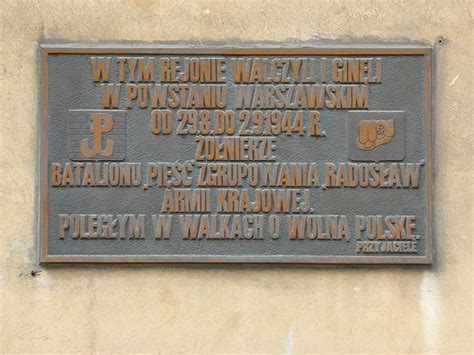 W TYM REJONIE WALCZYLI I GINĘLI
W POWSTANIU WARSZAWSKIM
OD 29.8. DO 2.9.1944 R.
ŻOŁNIERZE
BATALIONU „PIĘŚĆ” ZGRUPOWANIA „RADOSŁAW”
ARMII KRAJOWEJ.
POLEGŁYM W WALKACH O WOLNĄ POLSKĘ
PRZYJACIELE